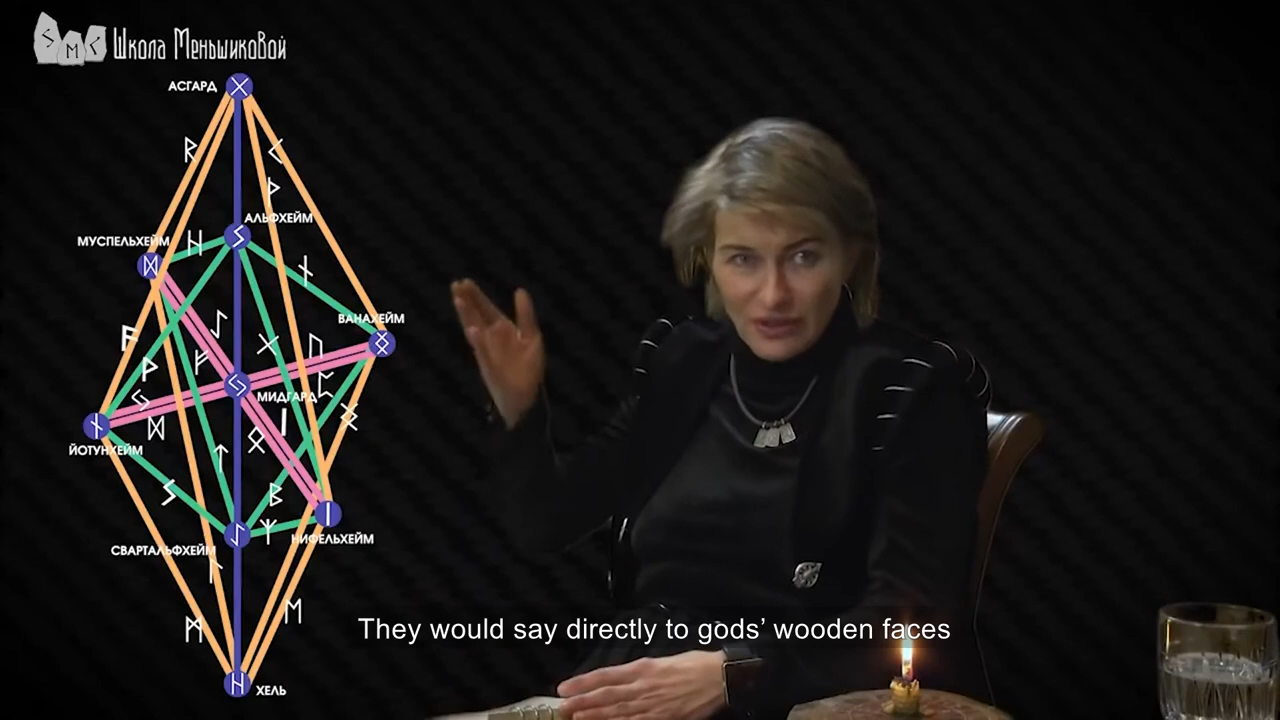 Школа Меньшиковой
АСГАРД
АЛЬФХЕЙМ
МУСПЕЛЬХЕЙМ
ВАНАХЕЙМ
МИДГАРД
ЙОТУНХЕЙМ
НИФЕЛЬХЕЙМ
СВАРТАЛЬФХЕЙМ
They would say directly to gods’ wooden faces
ХЕЛЬ